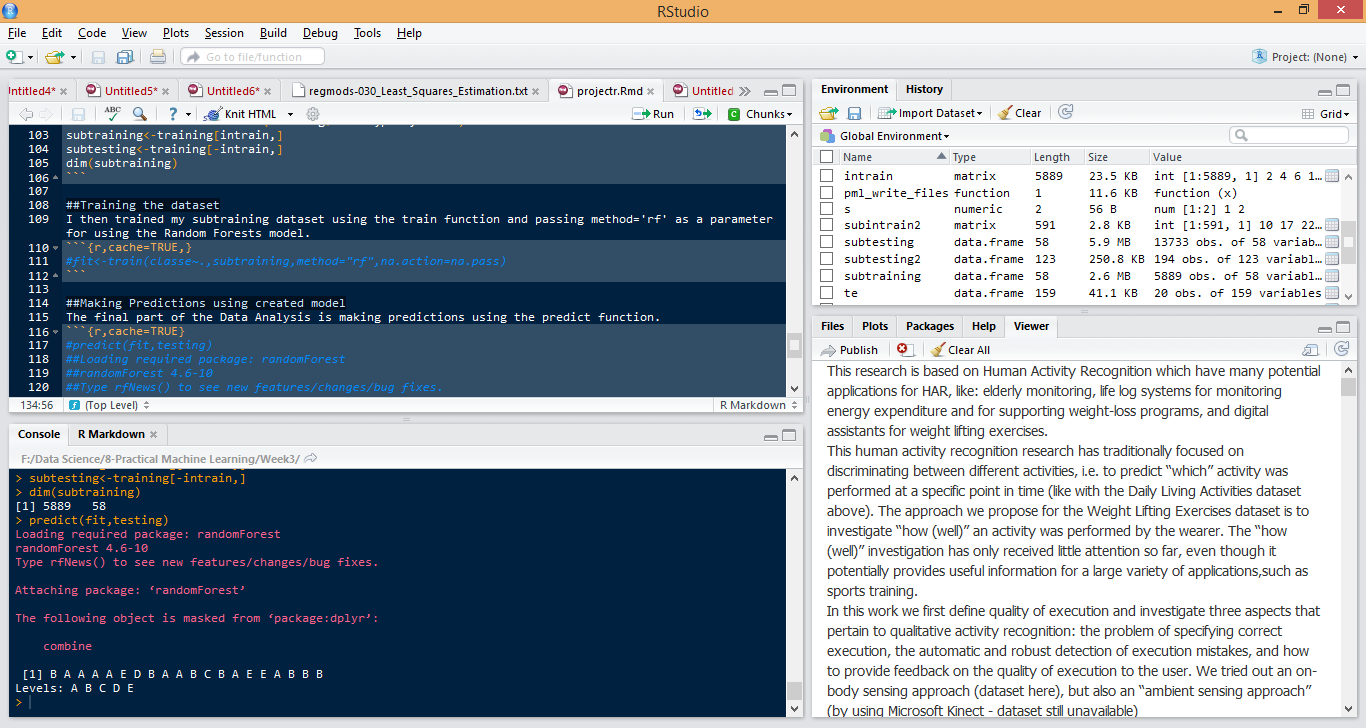 RStudio
File Edit Code View Plots Session Build Debug Tools Help
Go to file/function
Project: (None)
Untitled5*
Untitled6*
regmods-030_Least_Squares_Estimation.txt
projectr.Rmd
Untitled
ABC
Knit HTML
Run
Chunks
103 subtraining<-training[intrain,]
104 subtesting<-training[-intrain,]
105 dim(subtraining)
106 ```
107
108 ##Training the dataset
109 I then trained my subtraining dataset using the train function and passing method='rf' as a parameter
for using the Random Forests model.
110 ```{r,cache=TRUE,}
111 #fit<-train(classe~.,subtraining,method="rf",na.action=na.pass)
112 ```
113
114 ##Making Predictions using created model
115 The final part of the Data Analysis is making predictions using the predict function.
116 ```{r,cache=TRUE}
117 #predict(fit,testing)
118 ##Loading required package: randomForest
119 ##randomForest 4.6-10
120 ##Type rfNews() to see new features/changes/bug fixes.
134:56 (Top Level) R Markdown
Console R Markdown
F:/Data Science/8-Practical Machine Learning/Week3/
> subtesting<-training[-intrain,]
> dim(subtraining)
[1] 5889 58
> predict(fit,testing)
Loading required package: randomForest
randomForest 4.6-10
Type rfNews() to see new features/changes/bug fixes.
Attaching package: ‘randomForest’
The following object is masked from ‘package:dplyr’:
combine
[1] B A A A A E D B A A B C B A E E A B B B
Levels: A B C D E
>
Environment History
Import Dataset Clear Grid
Global Environment
Name Type Length Size Value
intrain matrix 5889 23.5 KB int [1:5889, 1] 2 4 6 1…
pml_write_files function 1 11.6 KB function (x)
s numeric 2 56 B num [1:2] 1 2
subintrain2 matrix 591 2.8 KB int [1:591, 1] 10 17 22…
subtesting data.frame 58 5.9 MB 13733 obs. of 58 variab…
subtesting2 data.frame 123 250.8 KB 194 obs. of 123 variabl…
subtraining data.frame 58 2.6 MB 5889 obs. of 58 variabl…
te data.frame 159 41.1 KB 20 obs. of 159 variables
Files Plots Packages Help Viewer
Publish Clear All
This research is based on Human Activity Recognition which have many potential
applications for HAR, like: elderly monitoring, life log systems for monitoring
energy expenditure and for supporting weight-loss programs, and digital
assistants for weight lifting exercises.
This human activity recognition research has traditionally focused on
discriminating between different activities, i.e. to predict “which” activity was
performed at a specific point in time (like with the Daily Living Activities dataset
above). The approach we propose for the Weight Lifting Exercises dataset is to
investigate “how (well)” an activity was performed by the wearer. The “how
(well)” investigation has only received little attention so far, even though it
potentially provides useful information for a large variety of applications,such as
sports training.
In this work we first define quality of execution and investigate three aspects that
pertain to qualitative activity recognition: the problem of specifying correct
execution, the automatic and robust detection of execution mistakes, and how
to provide feedback on the quality of execution to the user. We tried out an on-
body sensing approach (dataset here), but also an “ambient sensing approach”
(by using Microsoft Kinect - dataset still unavailable)